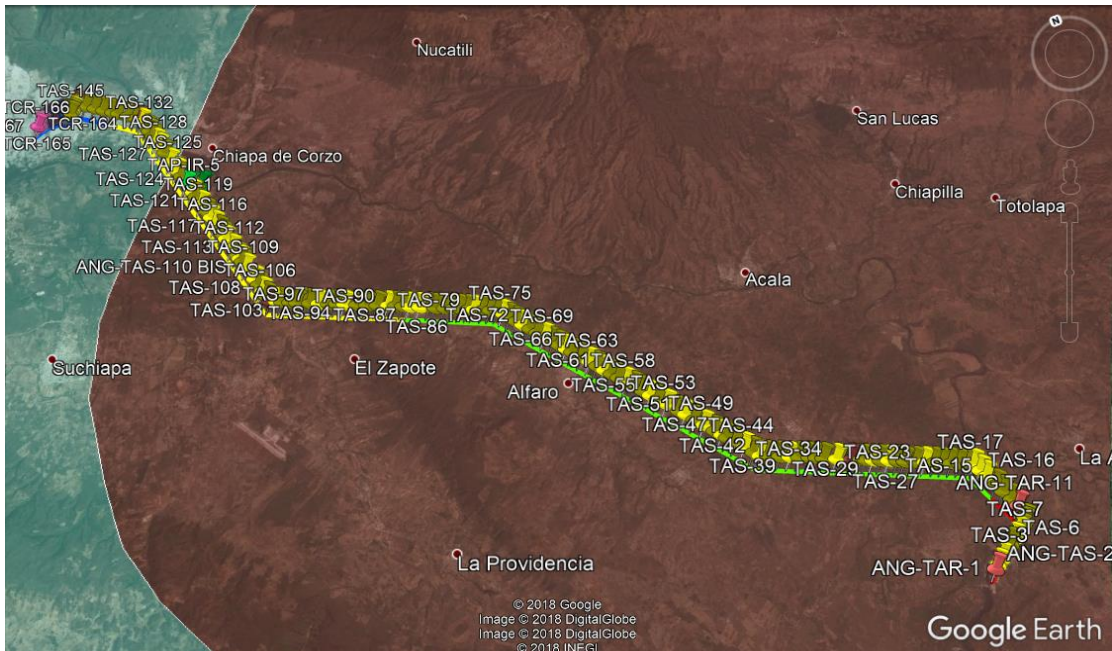 N
Nucatili
TAS-145
TAS-132
TCR-166
San Lucas
TCR-164
TAS-128
67
TCR-165
TAS-125
TAS-127
Chiapa de Corzo
TAP IR-5
TAS-124
TAS-119
Chiapilla
TAS-121
TAS-116
Totolapa
TAS-117
TAS-112
TAS-113
TAS-109
ANG-TAS-110 BIS
TAS-106
Acala
TAS-108
TAS-97
TAS-90
TAS-79
TAS-75
TAS-103
TAS-94
TAS-87
TAS-72
TAS-69
TAS-86
TAS-66
TAS-63
Suchiapa
El Zapote
TAS-61
TAS-58
Alfaro
TAS-55
TAS-53
TAS-51
TAS-49
TAS-47
TAS-44
TAS-42
TAS-34
TAS-23
TAS-17
La A
TAS-39
TAS-29
TAS-15
TAS-16
TAS-27
ANG-TAR-11
TAS-7
TAS-3
TAS-6
La Providencia
ANG-TAR-1
ANG-TAS-2
© 2018 Google
Image © 2018 DigitalGlobe
Image © 2018 DigitalGlobe
© 2018 INEGI
Google Earth